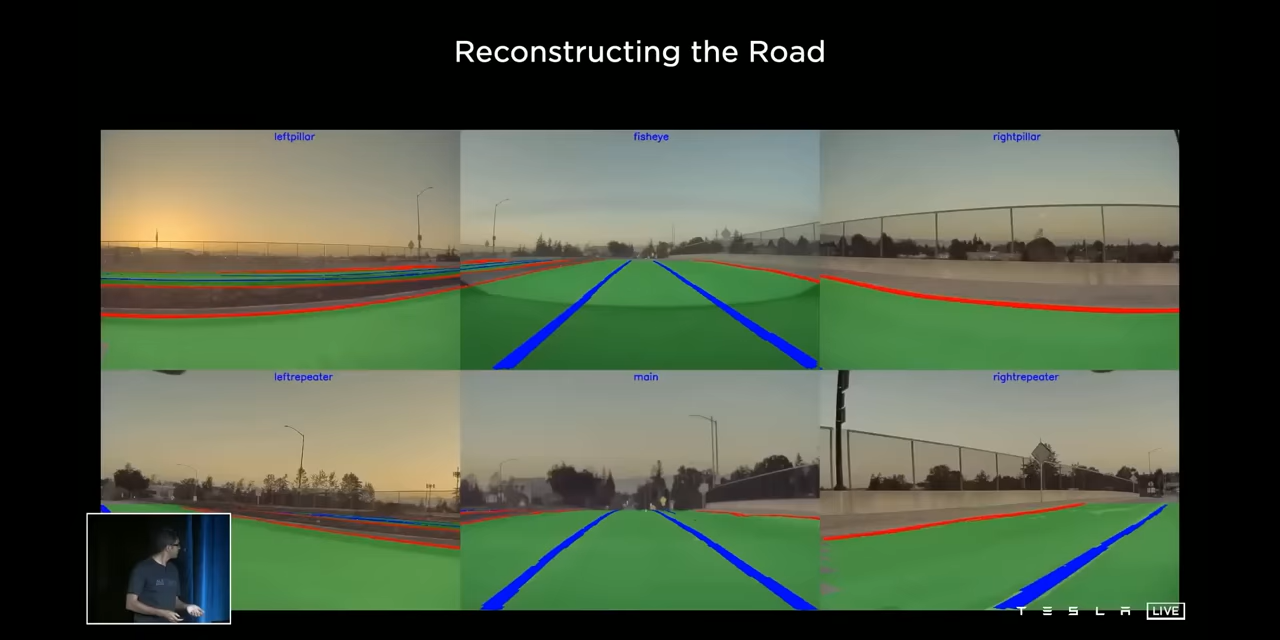 Reconstructing the Road
leftpillar
fisheye
rightpillar
leftrepeater
main
rightrepeater
TESLA LIVE